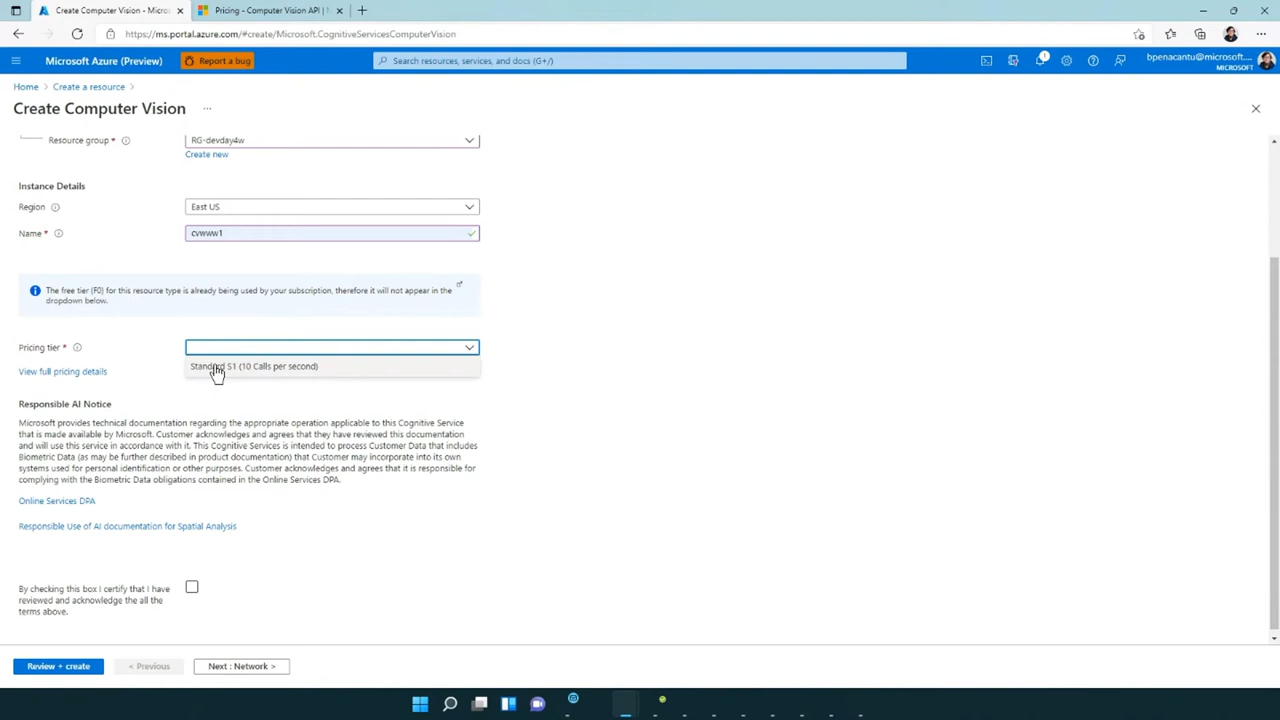 Create Computer Vision - Micros
Pricing - Computer Vision API | M
https://ms.portal.azure.com/#create/Microsoft.CognitiveServicesComputerVision
Microsoft Azure (Preview)
Report a bug
Search resources, services, and docs (G+/)
1
bpenacantu@microsoft....
MICROSOFT
Home > Create a resource >
Create Computer Vision ...
Resource group *
RG-devday4w
Create new
Instance Details
Region
East US
Name *
cvwww1
The free tier (F0) for this resource type is already being used by your subscription, therefore it will not appear in the
dropdown below.
Pricing tier *
Standard S1 (10 Calls per second)
View full pricing details
Responsible AI Notice
Microsoft provides technical documentation regarding the appropriate operation applicable to this Cognitive Service
that is made available by Microsoft. Customer acknowledges and agrees that they have reviewed this documentation
and will use this service in accordance with it. This Cognitive Services is intended to process Customer Data that includes
Biometric Data (as may be further described in product documentation) that Customer may incorporate into its own
systems used for personal identification or other purposes. Customer acknowledges and agrees that it is responsible for
complying with the Biometric Data obligations contained in the Online Services DPA.
Online Services DPA
Responsible Use of AI documentation for Spatial Analysis
By checking this box I certify that I have
reviewed and acknowledge the all the
terms above.
Review + create
< Previous
Next : Network >